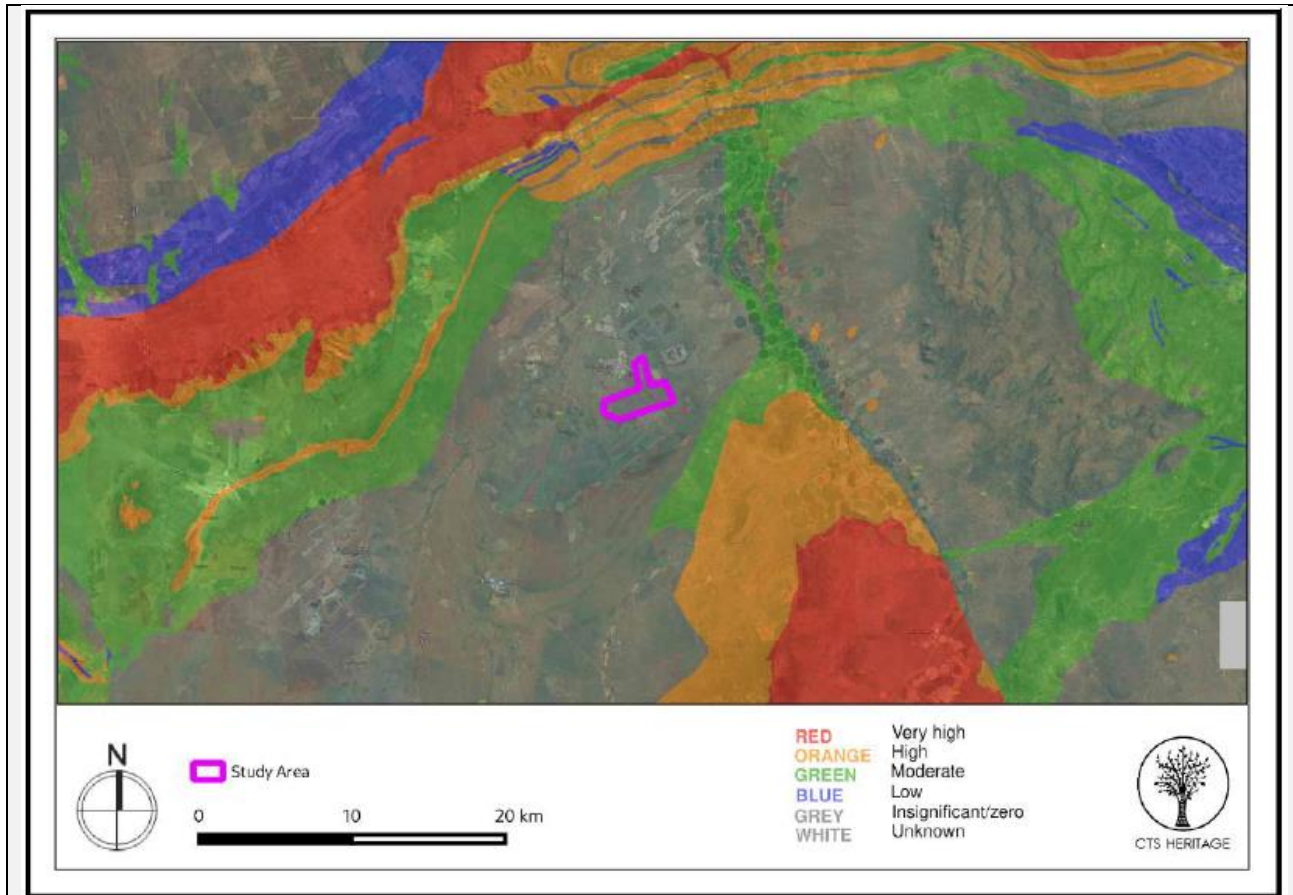 N
Study Area
0 10 20 km
RED Very high
ORANGE High
GREEN Moderate
BLUE Low
GREY Insignificant/zero
WHITE Unknown
CTS HERITAGE